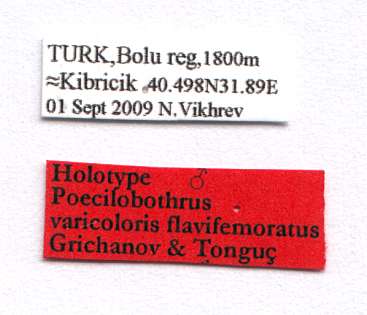 TURK,Bolu reg,1800m
≈Kibricik 40.498N31.89E
01 Sept 2009 N.Vikhrev
Holotype ♂
Poecilobothrus
varicoloris flavifemoratus
Grichanov & Tonguç